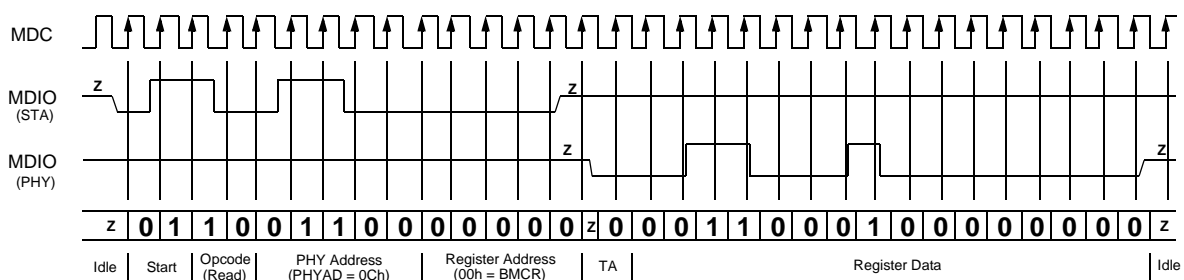 MDC
z z
MDIO
(STA)
z z
MDIO
(PHY)
z 0 1 1 0 0 1 1 0 0 0 0 0 0 0 z 0 0 0 1 1 0 0 0 1 0 0 0 0 0 0 0 0 z
Idle Start Opcode (Read) PHY Address (PHYAD = 0Ch) Register Address (00h = BMCR) TA Register Data Idle